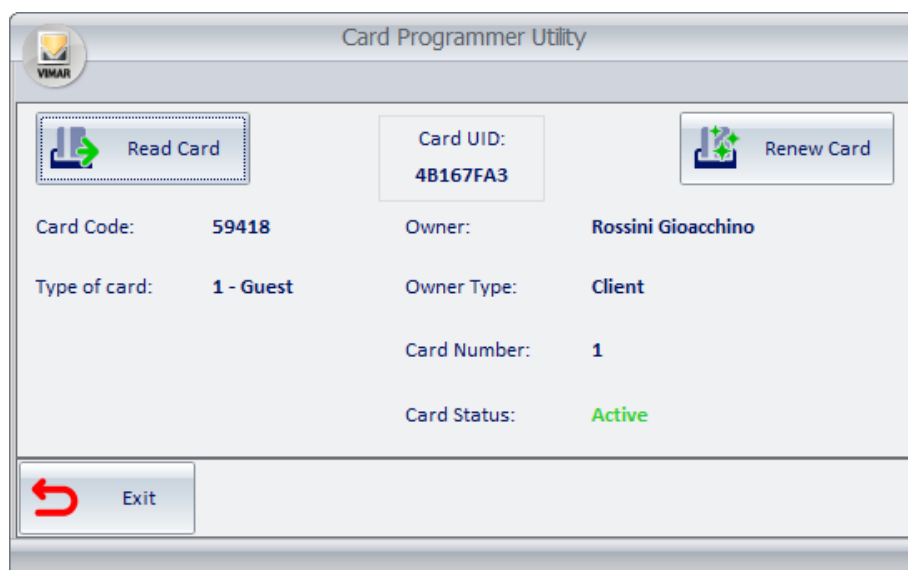 Card Programmer Utility
VIMAR
Read Card
Card UID:
4B167FA3
Renew Card
Card Code: 59418 Owner: Rossini Gioacchino
Type of card: 1 - Guest Owner Type: Client
Card Number: 1
Card Status: Active
Exit